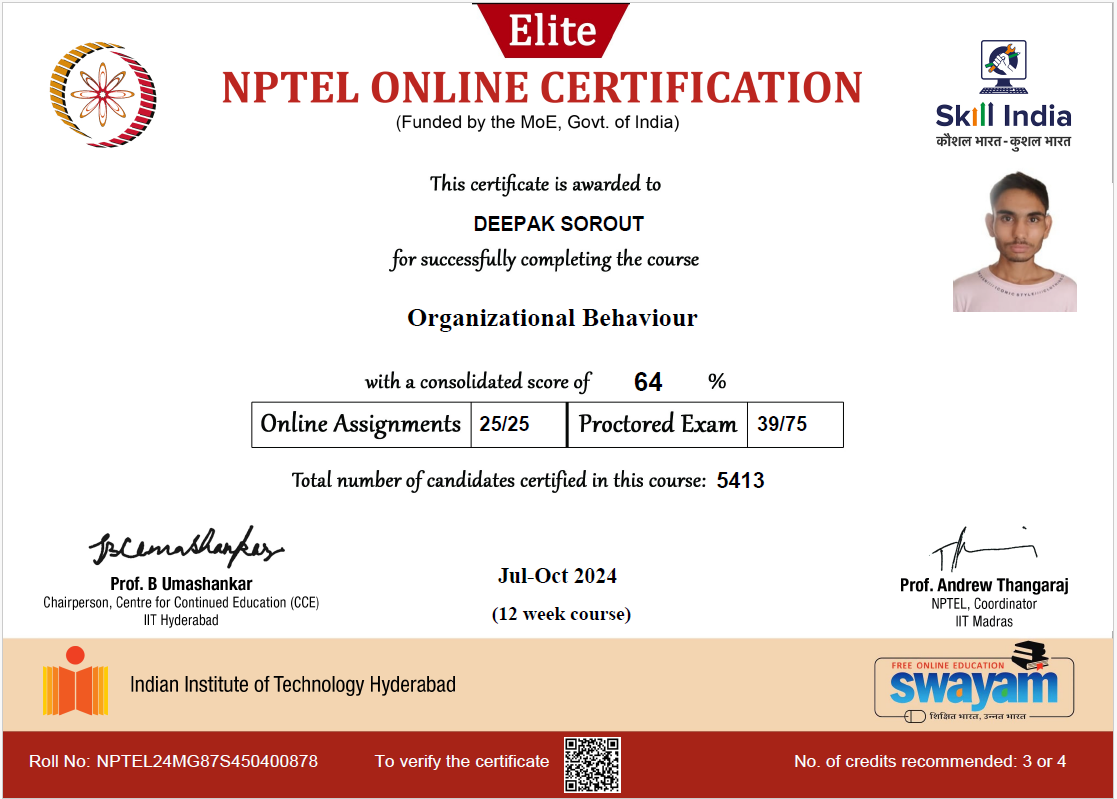 Elite
NPTEL ONLINE CERTIFICATION
(Funded by the MoE, Govt. of India)
Skill India
कौशल भारत - कुशल भारत
This certificate is awarded to
DEEPAK SOROUT
for successfully completing the course
Organizational Behaviour
with a consolidated score of 64 %
Online Assignments 25/25 Proctored Exam 39/75
Total number of candidates certified in this course: 5413
Prof. B Umashankar
Chairperson, Centre for Continued Education (CCE)
IIT Hyderabad
Jul-Oct 2024
(12 week course)
Prof. Andrew Thangaraj
NPTEL, Coordinator
IIT Madras
Indian Institute of Technology Hyderabad
FREE ONLINE EDUCATION
swayam
शिक्षित भारत, उन्नत भारत
Roll No: NPTEL24MG87S450400878
To verify the certificate
No. of credits recommended: 3 or 4